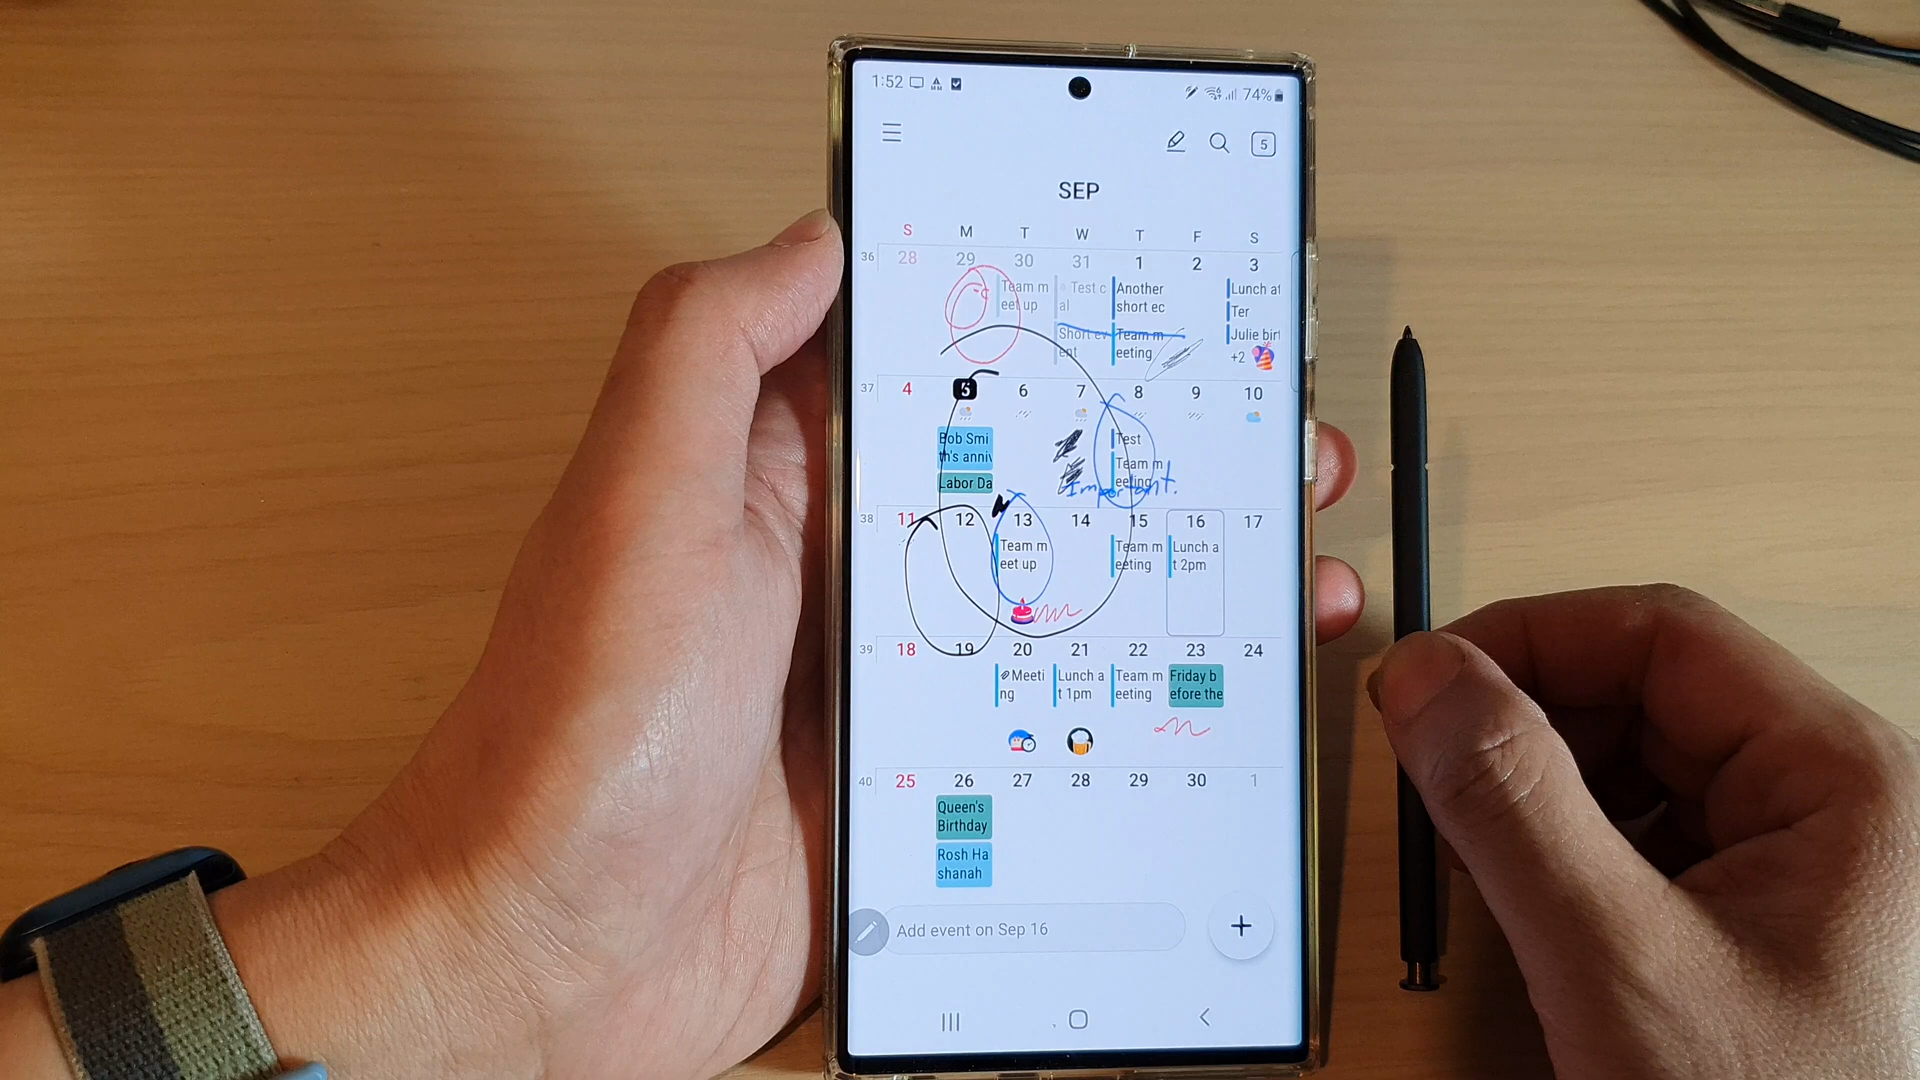 1:52 74%
5
SEP
S M T W T F S
36 28 29 30 31 1 2 3
Team m
eet up
Test c
al
Short ev
ent
Another
short ec
Team m
eeting
Lunch at
Ter
Julie birt
+2
37 4 5 6 7 8 9 10
Bob Smi
th's anniv
Labor Da
Test
Team m
eeting
Important.
38 11 12 13 14 15 16 17
Team m
eet up
Team m
eeting
Lunch a
t 2pm
39 18 19 20 21 22 23 24
Meeti
ng
Lunch a
t 1pm
Team m
eeting
Friday b
efore the
40 25 26 27 28 29 30 1
Queen's
Birthday
Rosh Ha
shanah
Add event on Sep 16